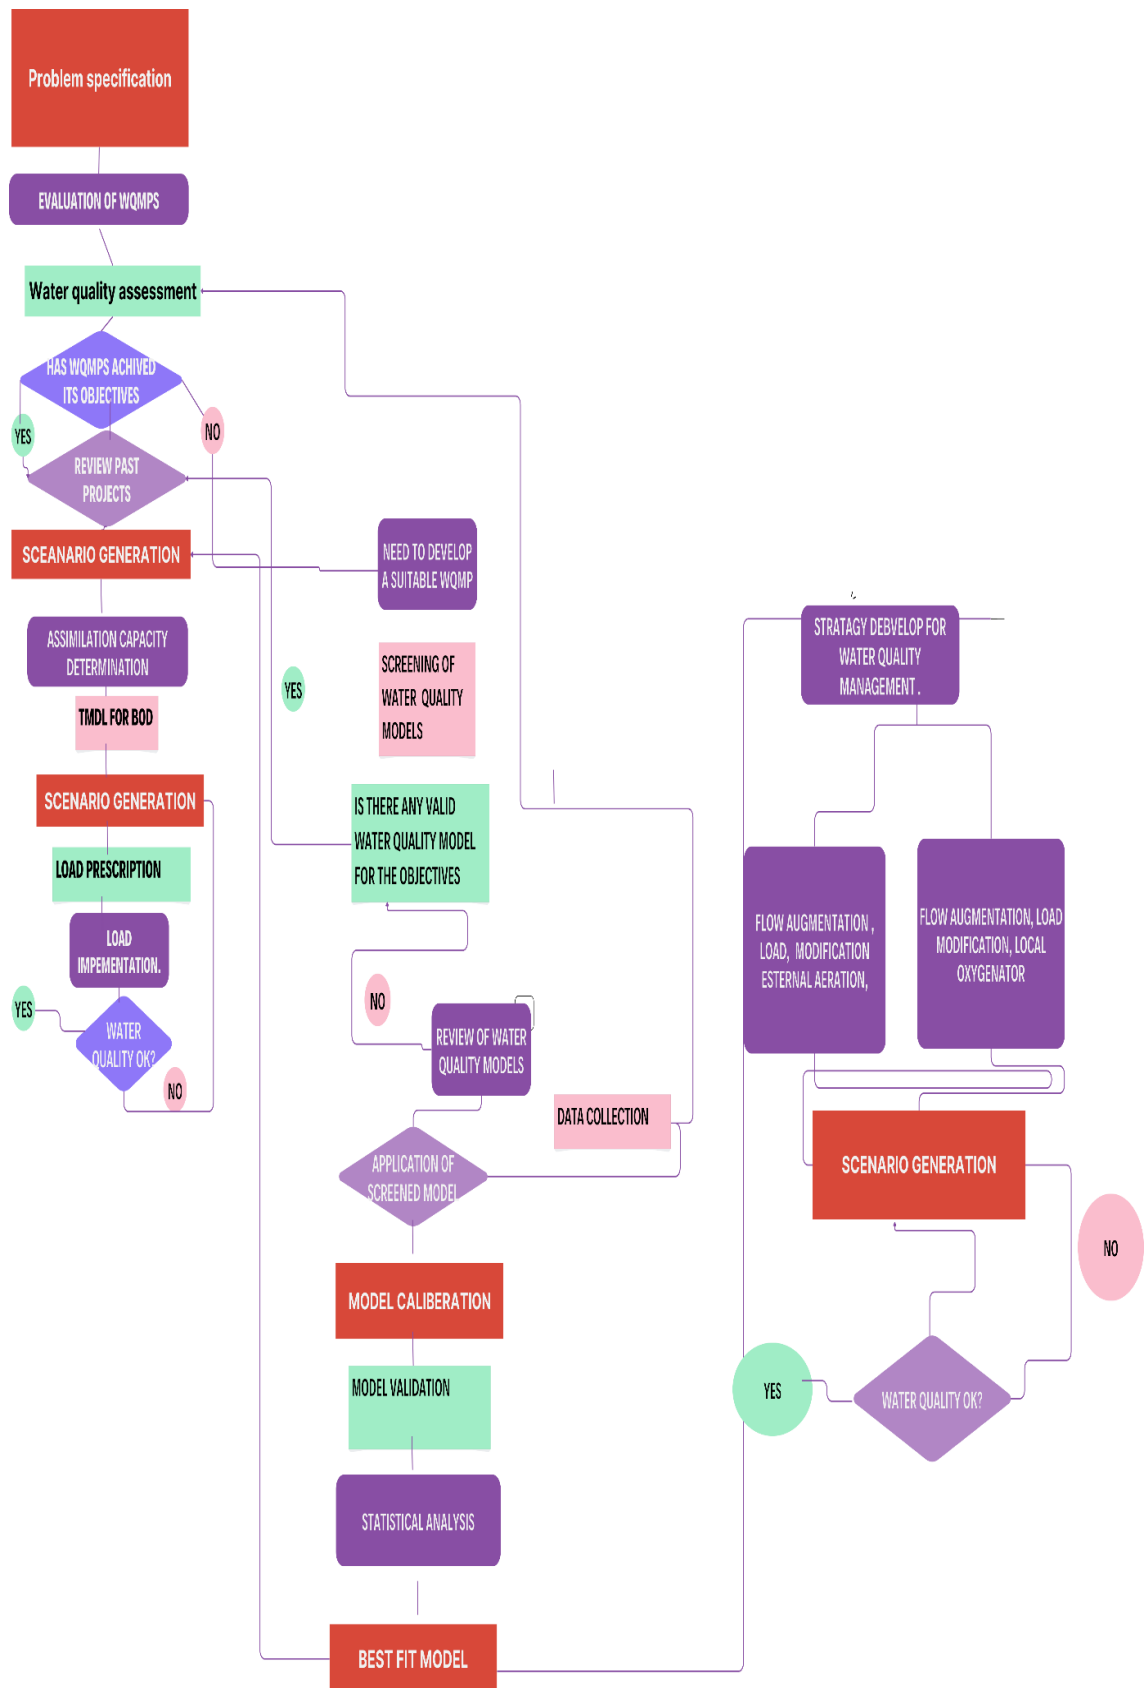 Problem specification
EVALUATION OF WQMPS
Water quality assessment
HAS WQMPS ACHIVED
ITS OBJECTIVES
YES
NO
REVIEW PAST
PROJECTS
SCEANARIO GENERATION
ASSIMILATION CAPACITY
DETERMINATION
TMDL FOR BOD
SCENARIO GENERATION
LOAD PRESCRIPTION
LOAD
IMPEMENTATION.
YES
WATER
QUALITY OK?
NO
NEED TO DEVELOP
A SUITABLE WQMP
SCREENING OF
WATER QUALITY
MODELS
YES
IS THERE ANY VALID
WATER QUALITY MODEL
FOR THE OBJECTIVES
NO
REVIEW OF WATER
QUALITY MODELS
DATA COLLECTION
APPLICATION OF
SCREENED MODEL
MODEL CALIBERATION
MODEL VALIDATION
STATISTICAL ANALYSIS
BEST FIT MODEL
STRATAGY DEBVELOP FOR
WATER QUALITY
MANAGEMENT .
FLOW AUGMENTATION ,
LOAD, MODIFICATION
ESTERNAL AERATION,
FLOW AUGMENTATION, LOAD
MODIFICATION, LOCAL
OXYGENATOR
SCENARIO GENERATION
NO
YES
WATER QUALITY OK?